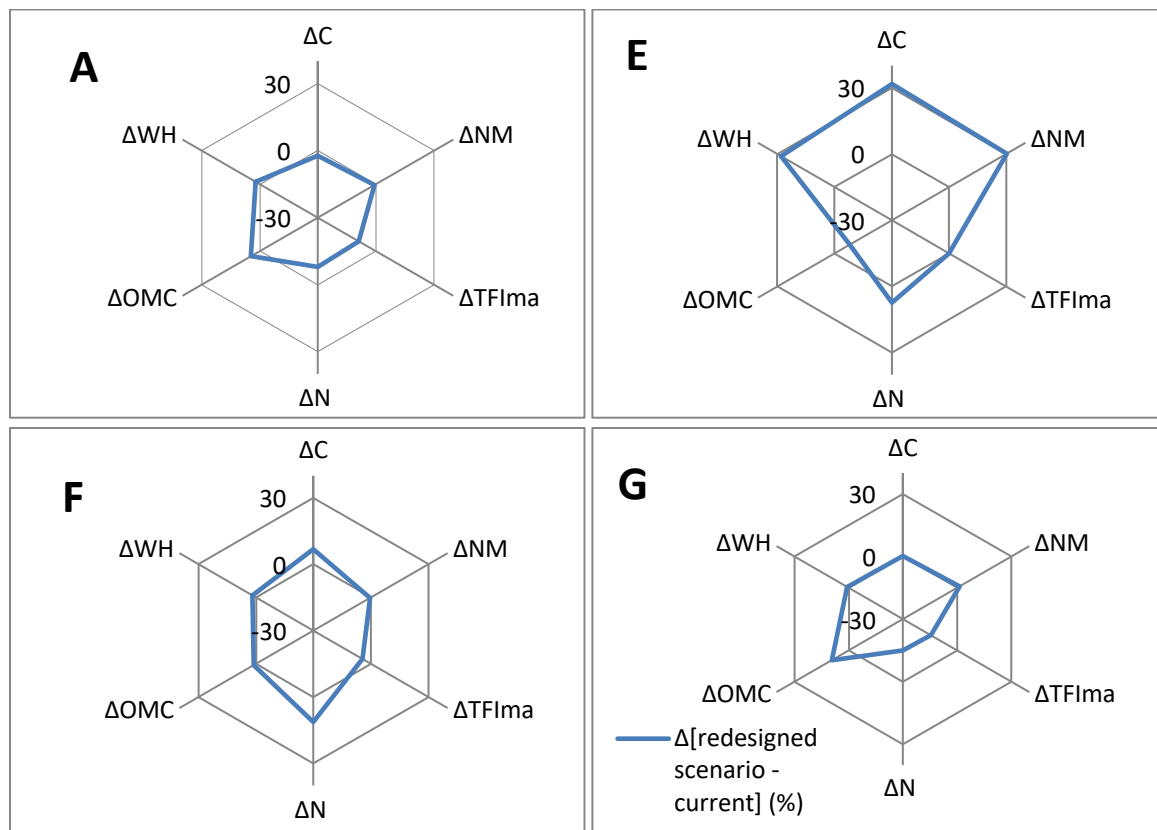 A
ΔC
30
0
-30
ΔWH
ΔNM
ΔOMC
ΔTFIma
ΔN
E
ΔC
30
0
-30
ΔWH
ΔNM
ΔOMC
ΔTFIma
ΔN
F
ΔC
30
0
-30
ΔWH
ΔNM
ΔOMC
ΔTFIma
ΔN
G
ΔC
30
0
-30
ΔWH
ΔNM
ΔOMC
ΔTFIma
ΔN
Δ[redesigned
scenario -
current] (%)